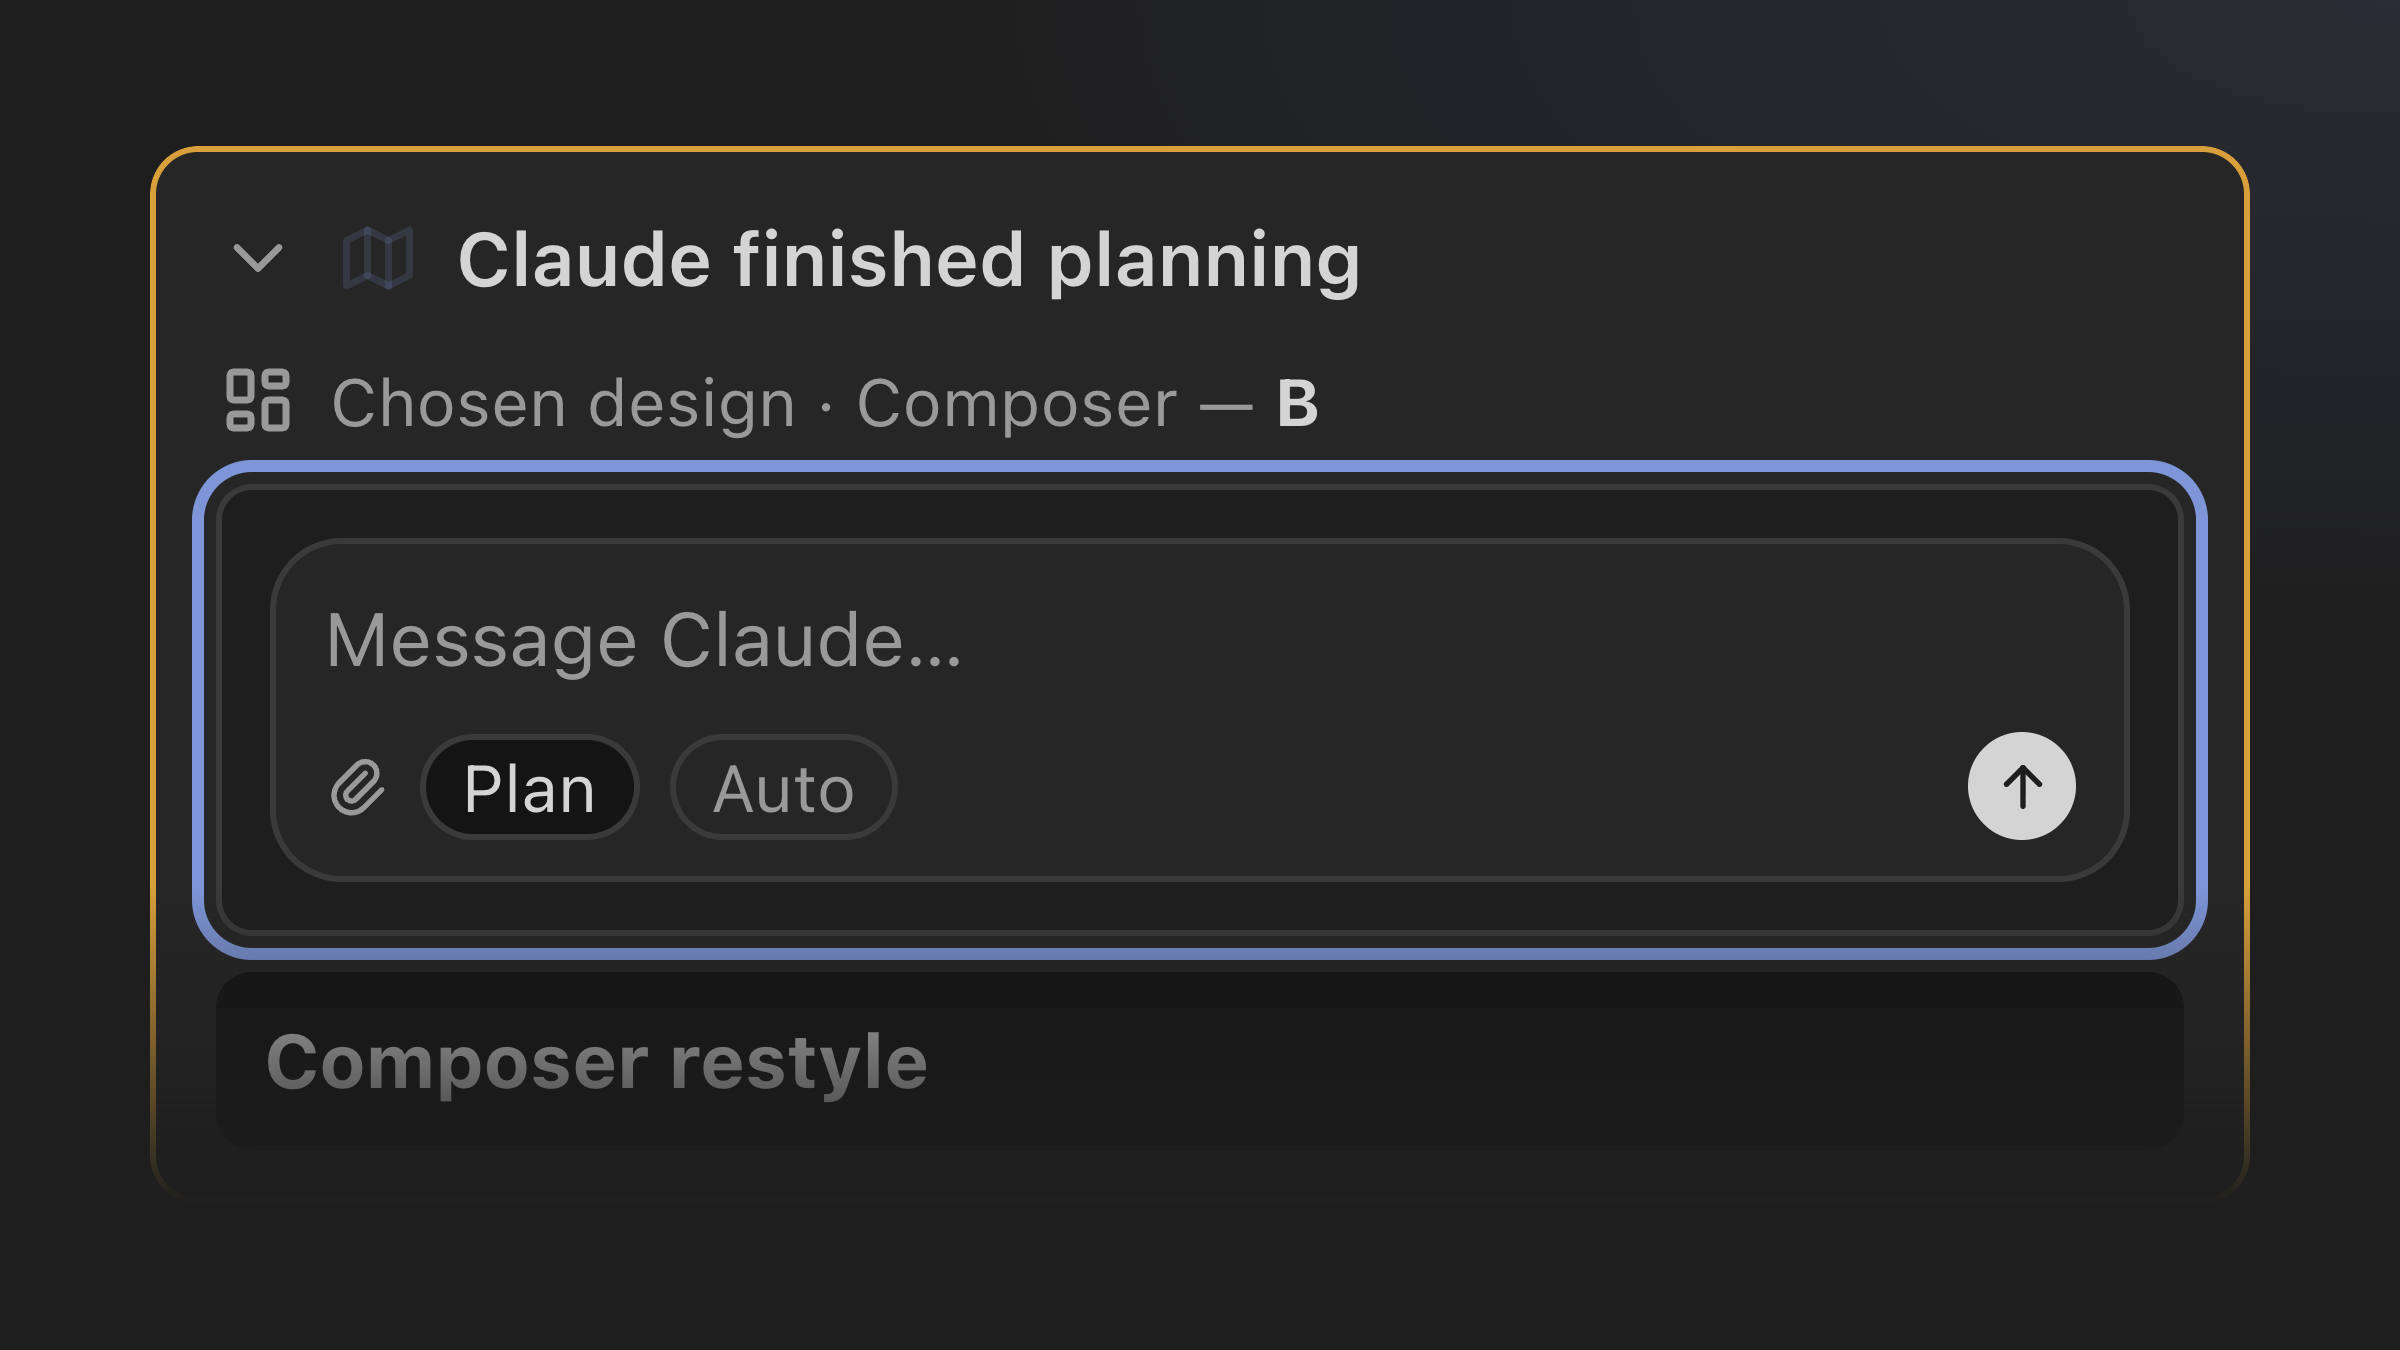 Claude finished planning
Chosen design · Composer — B
Message Claude...
Plan Auto
Composer restyle